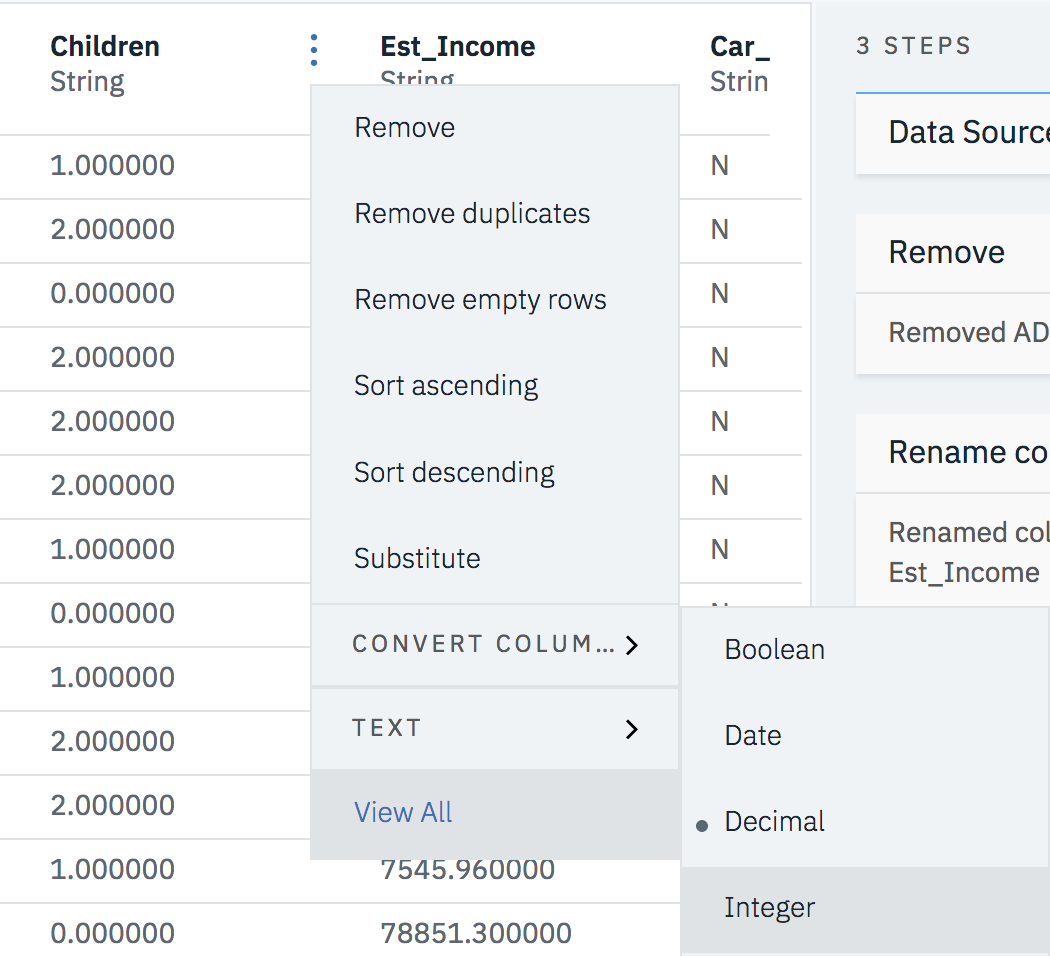 Children
String
1.000000
2.000000
0.000000
2.000000
2.000000
2.000000
1.000000
0.000000
1.000000
2.000000
2.000000
1.000000
0.000000
Est_Income
String
Remove
Remove duplicates
Remove empty rows
Sort ascending
Sort descending
Substitute
CONVERT COLUM...
TEXT
View All
7545.960000
78851.300000
Car_
Strin
N
N
N
N
N
N
N
N
Boolean
Date
Decimal
Integer
3 STEPS
Data Source
Remove
Removed AD
Rename co
Renamed col
Est_Income